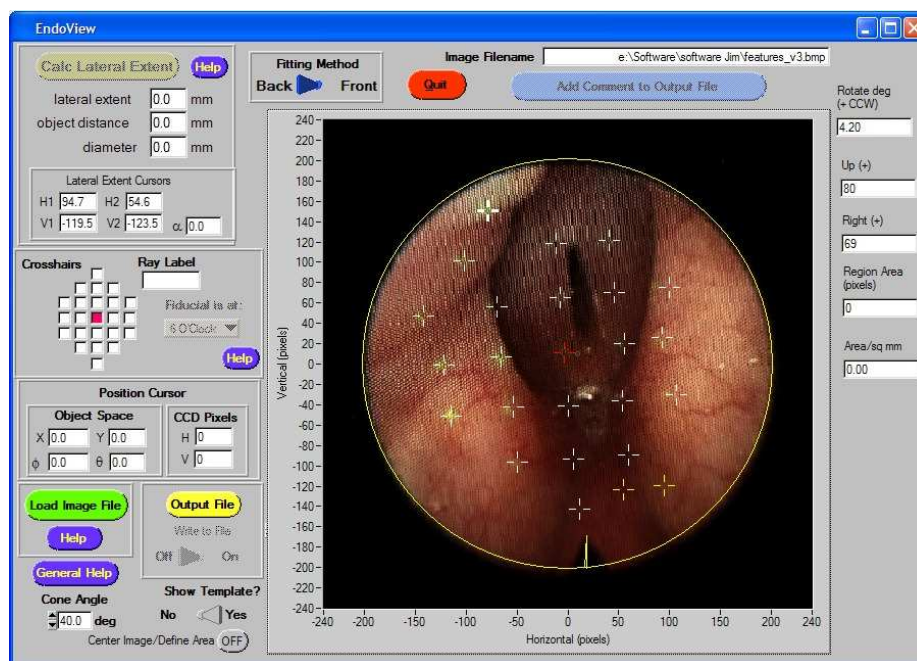 EndoView
Calc Lateral Extent
Help
lateral extent 0.0 mm
object distance 0.0 mm
diameter 0.0 mm
Lateral Extent Cursors
H1 94.7 H2 54.6
V1 -119.5 V2 -123.5 α 0.0
Fitting Method
Back Front
Image Filename e:\Software\software Jim\features_v3.bmp
Quit
Add Comment to Output File
Crosshairs
Ray Label
Fiducial is at:
6 O'Clock
Help
Position Cursor
Object Space
X 0.0 Y 0.0
ϕ 0.0 θ 0.0
CCD Pixels
H 0
V 0
Load Image File
Help
General Help
Output File
Write to File
Off On
Cone Angle
40.0 deg
Show Template?
No Yes
Center Image/Define Area OFF
Vertical (pixels)
240
200
180
160
140
120
100
80
60
40
20
0
-20
-40
-60
-80
-100
-120
-140
-160
-180
-200
-240
-240 -200 -150 -100 -50 0 50 100 150 200 240
Horizontal (pixels)
Rotate deg
(+ CCW)
4.20
Up (+)
80
Right (+)
69
Region Area
(pixels)
0
Area/sq mm
0.00